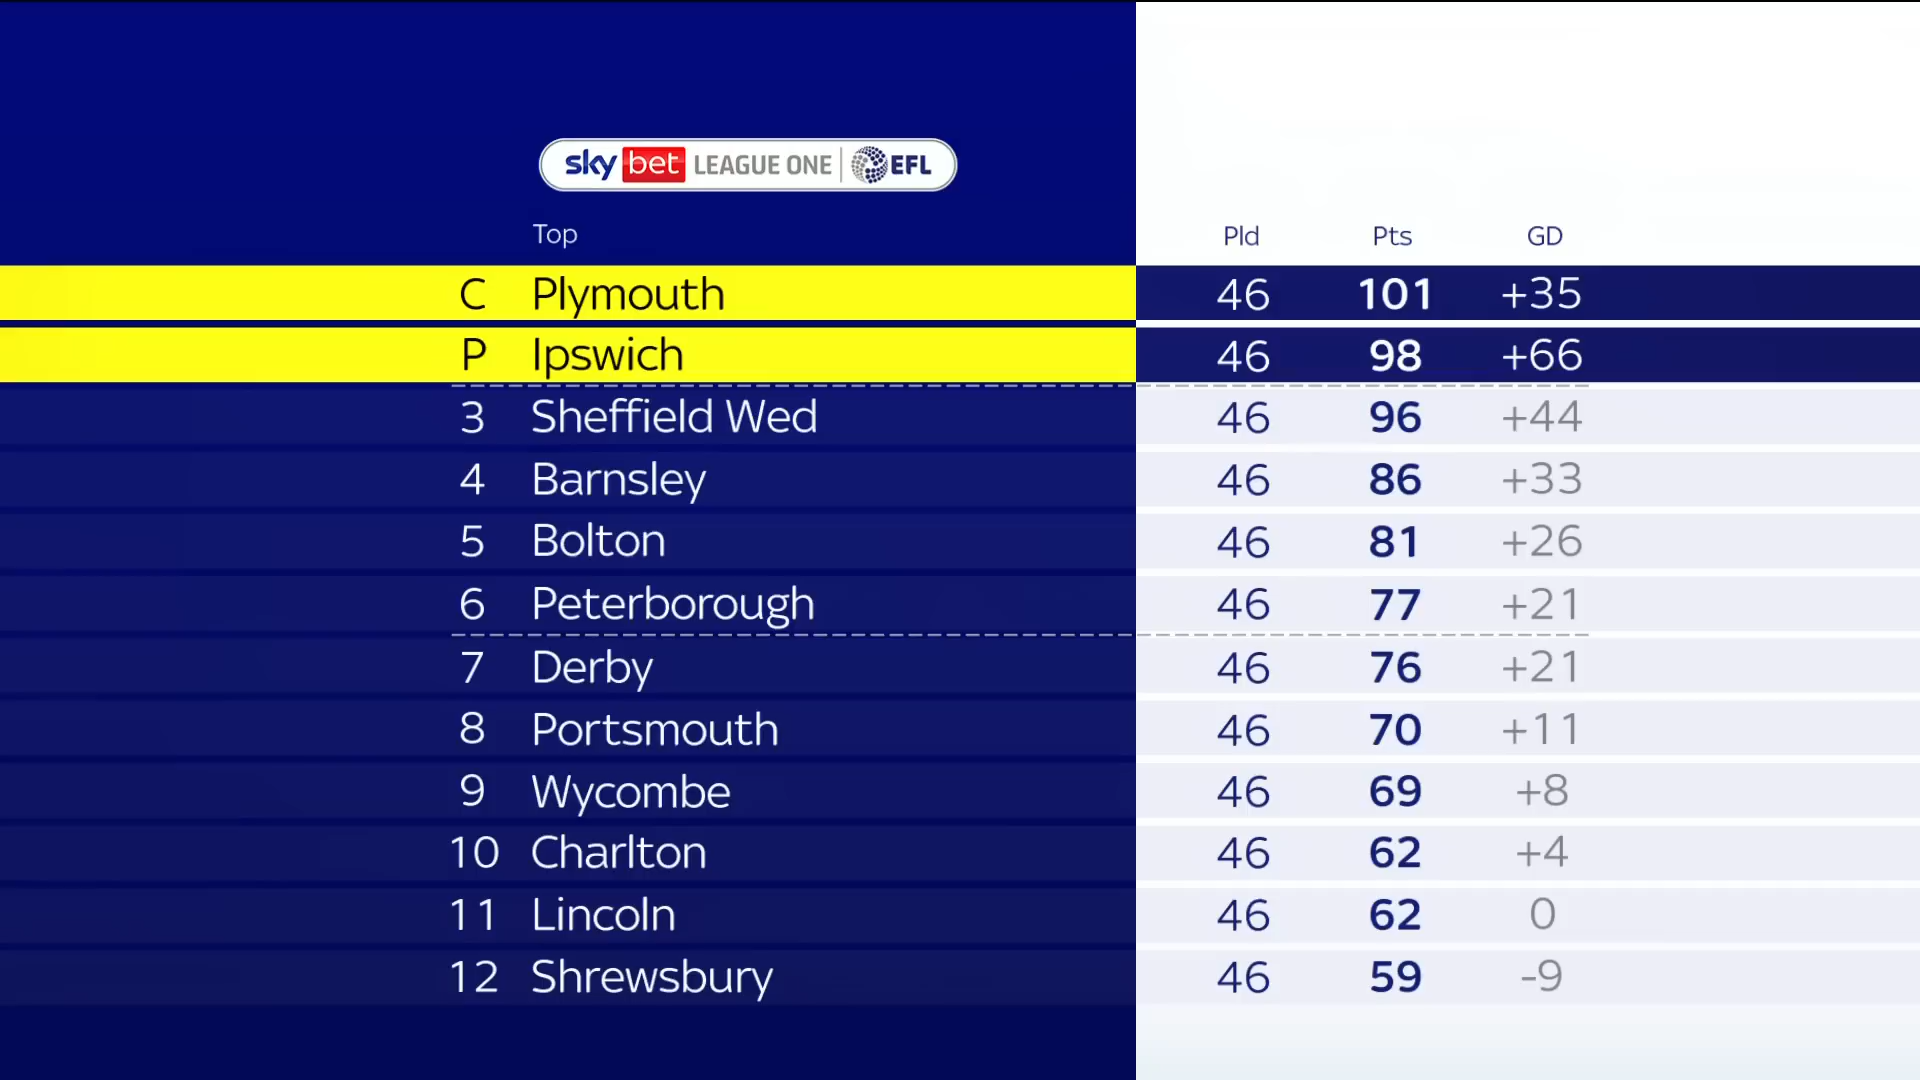 sky bet LEAGUE ONE EFL
Top Pld Pts GD
C Plymouth 46 101 +35
P Ipswich 46 98 +66
3 Sheffield Wed 46 96 +44
4 Barnsley 46 86 +33
5 Bolton 46 81 +26
6 Peterborough 46 77 +21
7 Derby 46 76 +21
8 Portsmouth 46 70 +11
9 Wycombe 46 69 +8
10 Charlton 46 62 +4
11 Lincoln 46 62 0
12 Shrewsbury 46 59 -9